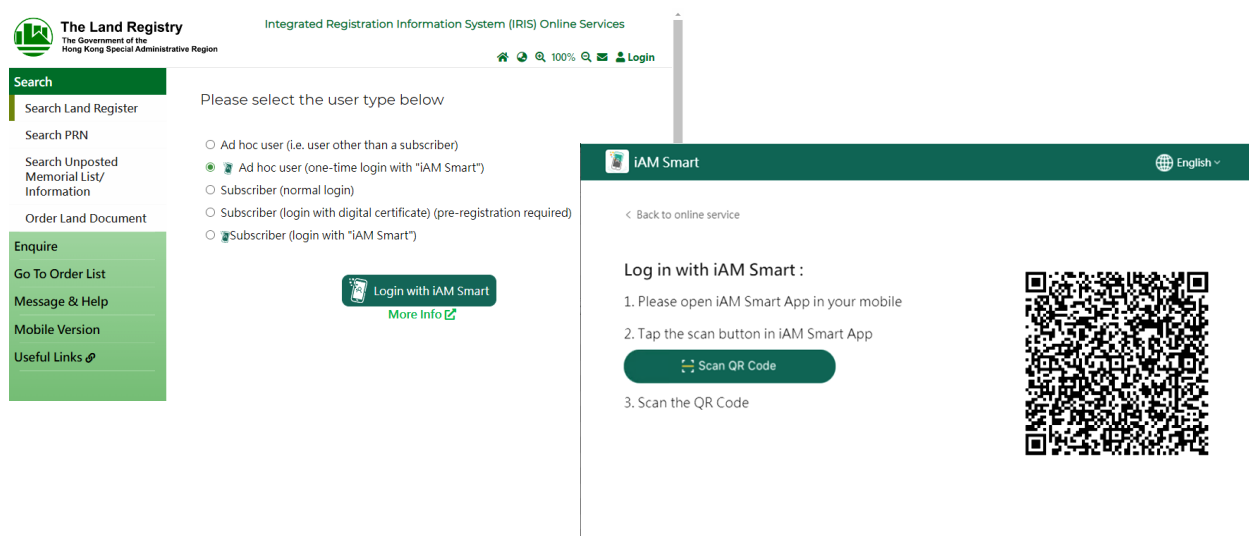 The Land Registry
The Government of the
Hong Kong Special Administrative Region
Integrated Registration Information System (IRIS) Online Services
100%
Login
Search
Search Land Register
Search PRN
Search Unposted
Memorial List/
Information
Order Land Document
Enquire
Go To Order List
Message & Help
Mobile Version
Useful Links
Please select the user type below
Ad hoc user (i.e. user other than a subscriber)
Ad hoc user (one-time login with "iAM Smart")
Subscriber (normal login)
Subscriber (login with digital certificate) (pre-registration required)
Subscriber (login with "iAM Smart")
Login with iAM Smart
More Info
iAM Smart
English
< Back to online service
Log in with iAM Smart :
1. Please open iAM Smart App in your mobile
2. Tap the scan button in iAM Smart App
Scan QR Code
3. Scan the QR Code